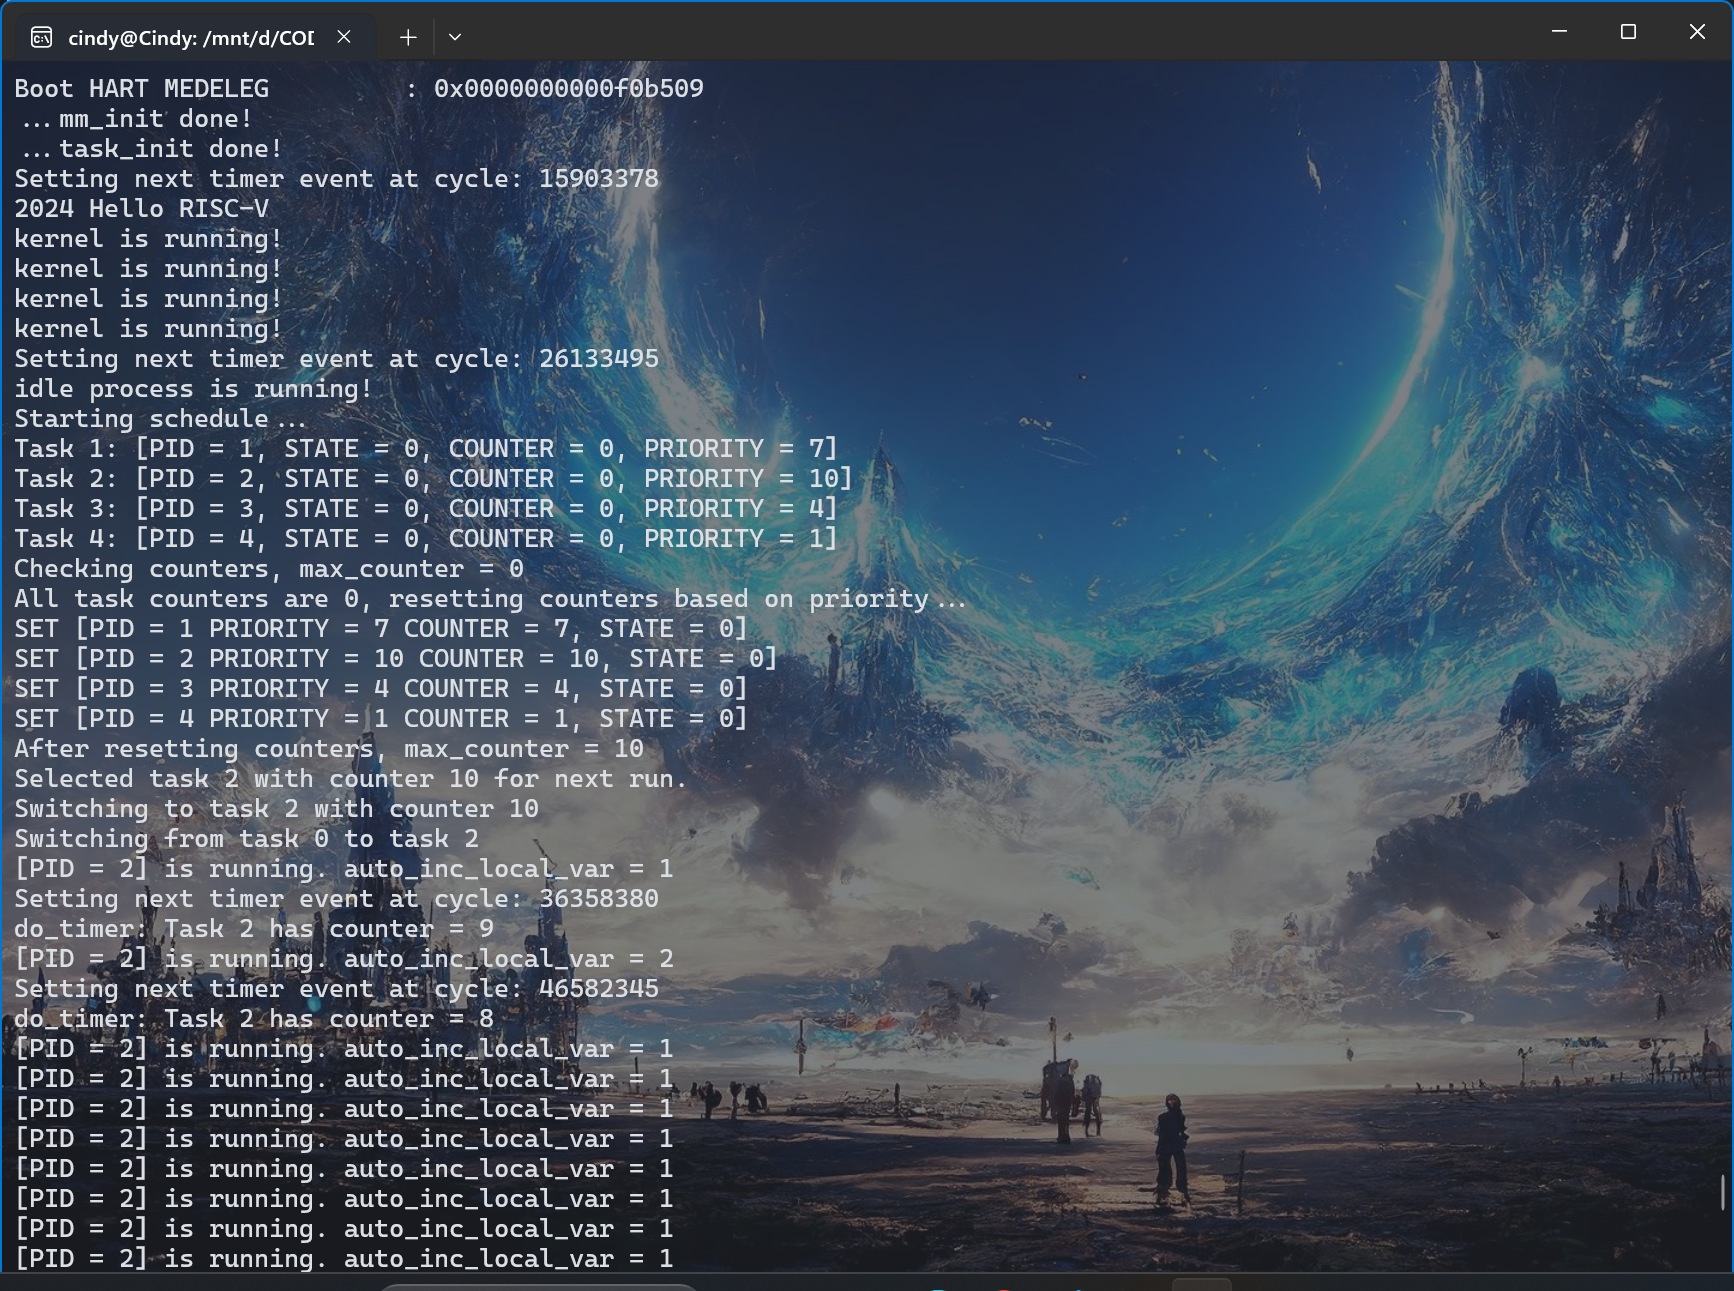 cindy@Cindy: /mnt/d/COD
Boot HART MEDELEG         : 0x0000000000f0b509
...mm_init done!
...task_init done!
Setting next timer event at cycle: 15903378
2024 Hello RISC-V
kernel is running!
kernel is running!
kernel is running!
kernel is running!
Setting next timer event at cycle: 26133495
idle process is running!
Starting schedule...
Task 1: [PID = 1, STATE = 0, COUNTER = 0, PRIORITY = 7]
Task 2: [PID = 2, STATE = 0, COUNTER = 0, PRIORITY = 10]
Task 3: [PID = 3, STATE = 0, COUNTER = 0, PRIORITY = 4]
Task 4: [PID = 4, STATE = 0, COUNTER = 0, PRIORITY = 1]
Checking counters, max_counter = 0
All task counters are 0, resetting counters based on priority...
SET [PID = 1 PRIORITY = 7 COUNTER = 7, STATE = 0]
SET [PID = 2 PRIORITY = 10 COUNTER = 10, STATE = 0]
SET [PID = 3 PRIORITY = 4 COUNTER = 4, STATE = 0]
SET [PID = 4 PRIORITY = 1 COUNTER = 1, STATE = 0]
After resetting counters, max_counter = 10
Selected task 2 with counter 10 for next run.
Switching to task 2 with counter 10
Switching from task 0 to task 2
[PID = 2] is running. auto_inc_local_var = 1
Setting next timer event at cycle: 36358380
do_timer: Task 2 has counter = 9
[PID = 2] is running. auto_inc_local_var = 2
Setting next timer event at cycle: 46582345
do_timer: Task 2 has counter = 8
[PID = 2] is running. auto_inc_local_var = 1
[PID = 2] is running. auto_inc_local_var = 1
[PID = 2] is running. auto_inc_local_var = 1
[PID = 2] is running. auto_inc_local_var = 1
[PID = 2] is running. auto_inc_local_var = 1
[PID = 2] is running. auto_inc_local_var = 1
[PID = 2] is running. auto_inc_local_var = 1
[PID = 2] is running. auto_inc_local_var = 1